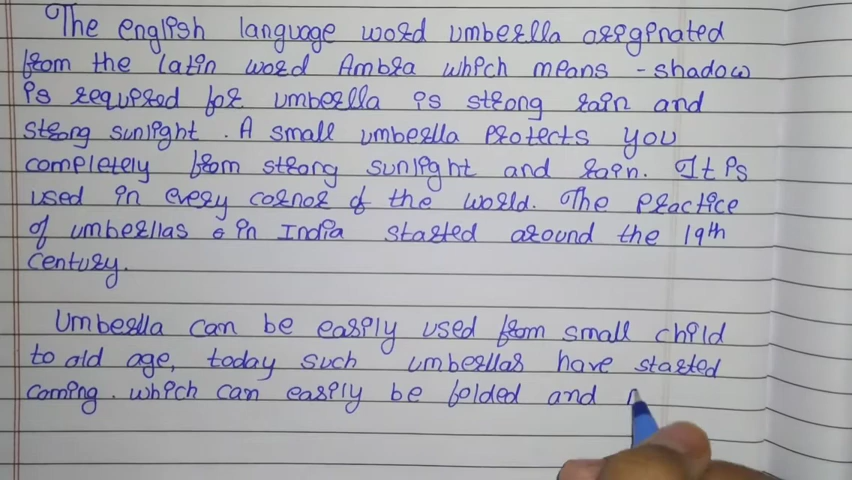 The english language word umbrella originated
from the latin word Ambra which means - shadow
is required for umbrella is strong rain and
strong sunlight. A small umbrella protects you
completely from strong sunlight and rain. It is
used in every cornor of the world. The practice
of umbrellas in India started around the 19th
century.
Umbrella can be easily used from small child
to old age, today such umbrellas have started
coming. which can easily be folded and